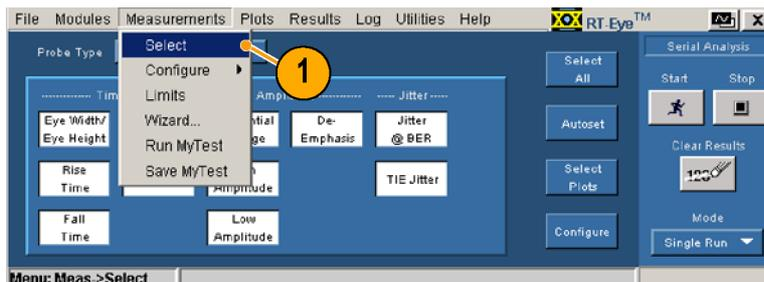 File Modules Measurements Plots Results Log Utilities Help RT-Eye™ X
Probe Type
Select
Configure
Limits
Wizard...
Run MyTest
Save MyTest
1
Jitter
Eye Width/
Eye Height
De-
Emphasis
Jitter
@ BER
Rise
Time
TIE Jitter
Fall
Time
Low
Amplitude
Select
All
Autoset
Select
Plots
Configure
Serial Analysis
Start Stop
Clear Results
Mode
Single Run
Menu: Meas.->Select